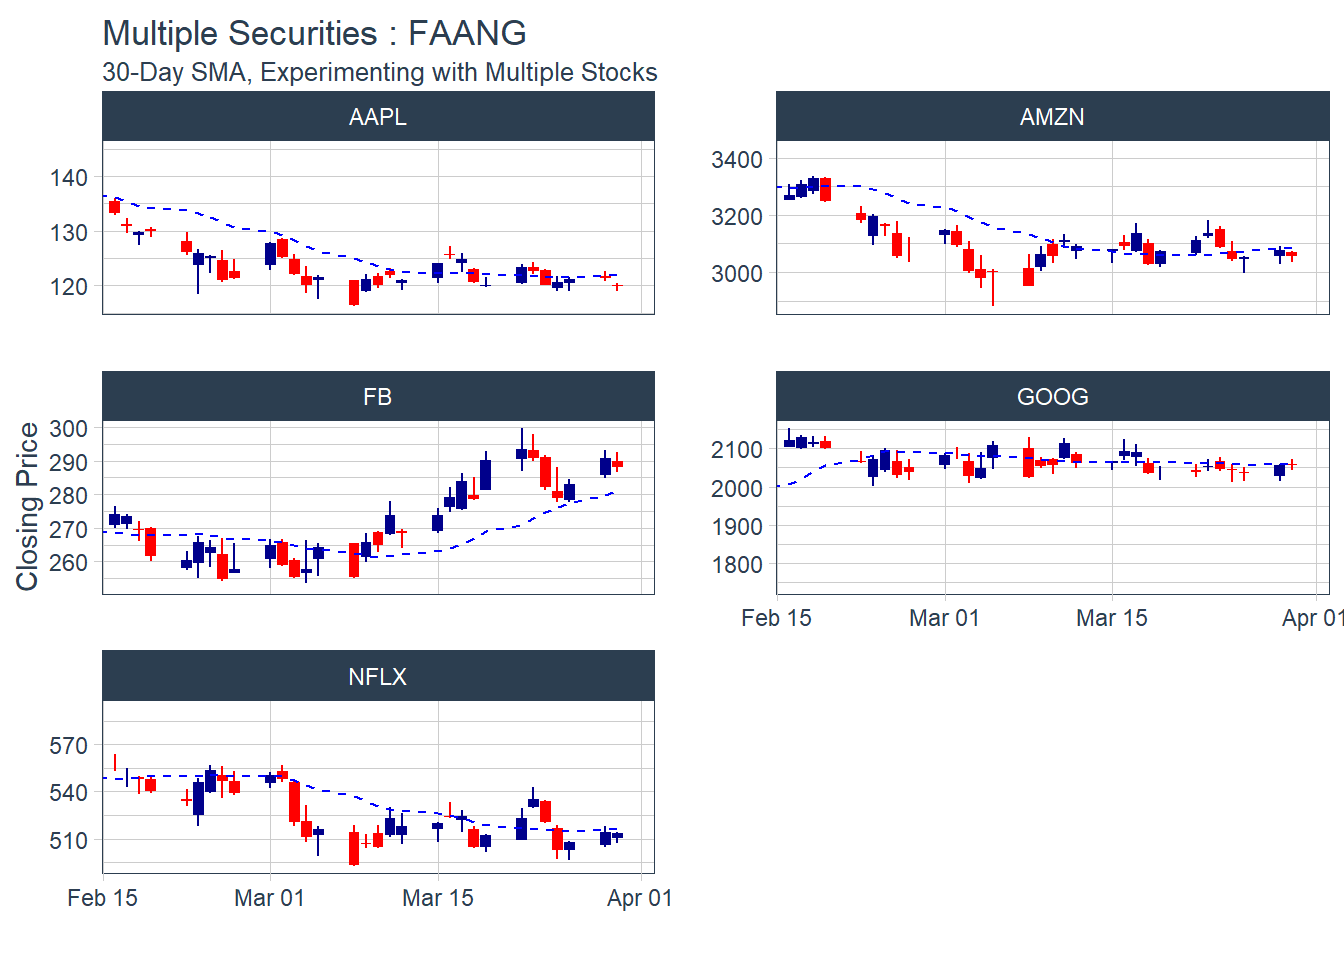 Multiple Securities : FAANG
30-Day SMA, Experimenting with Multiple Stocks
AAPL
140
130
120
AMZN
3400
3200
3000
Closing Price
FB
300
290
280
270
260
GOOG
2100
2000
1900
1800
Feb 15 Mar 01 Mar 15 Apr 01
NFLX
570
540
510
Feb 15 Mar 01 Mar 15 Apr 01